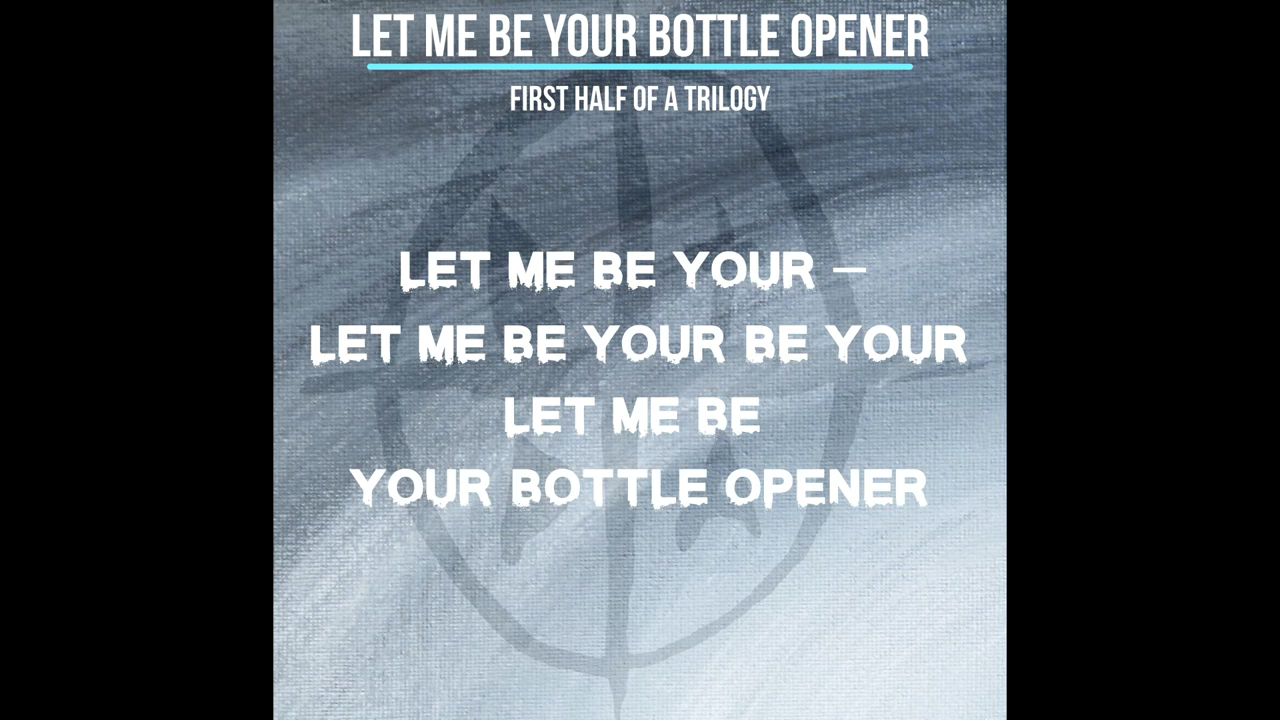 LET ME BE YOUR BOTTLE OPENER
FIRST HALF OF A TRILOGY
LET ME BE YOUR —
LET ME BE YOUR BE YOUR
LET ME BE
YOUR BOTTLE OPENER